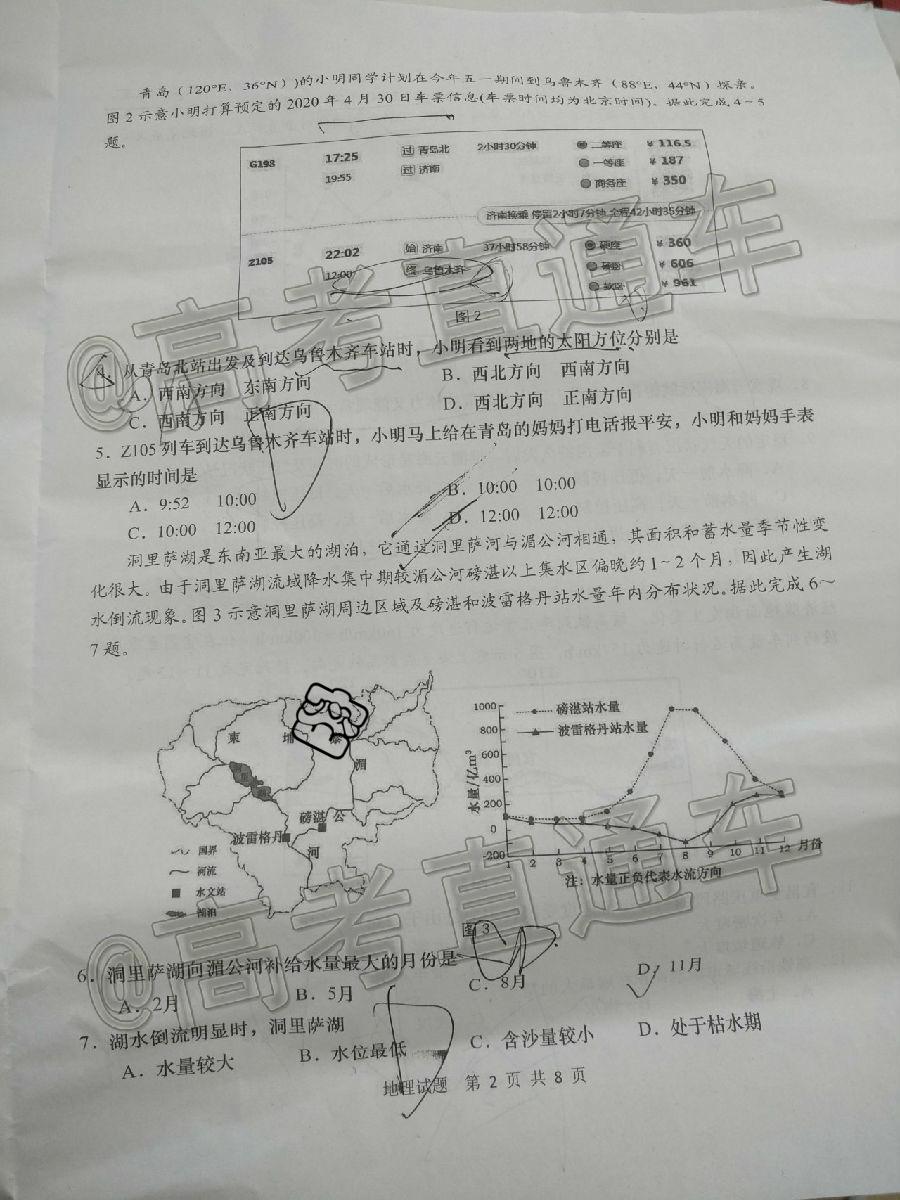 青岛（120°E，36°N）)的小明同学计划在今年五一期间到乌鲁木齐（88°E，44°N）探亲。
图2示意小明打算预定的2020年4月30日车票信息(车票时间均为北京时间)。据此完成4～5
题。
G198 17:25 过 青岛北 2小时30分钟 二等座 ￥116.5
19:55 过 济南 一等座 ￥187
商务座 ￥350
济南换乘 停留2小时7分钟 全程42小时35分钟
Z105 22:02 始 济南 37小时58分钟 硬座 ￥360
12:00 终 乌鲁木齐 硬卧 ￥606
软卧 ￥961
图2
4．从青岛北站出发及到达乌鲁木齐车站时，小明看到两地的太阳方位分别是
A．西南方向 东南方向 B．西北方向 西南方向
C．西南方向 正南方向 D．西北方向 正南方向
5．Z105列车到达乌鲁木齐车站时，小明马上给在青岛的妈妈打电话报平安，小明和妈妈手表
显示的时间是
A．9:52 10:00 B．10:00 10:00
C．10:00 12:00 D．12:00 12:00
洞里萨湖是东南亚最大的湖泊，它通过洞里萨河与湄公河相通，其面积和蓄水量季节性变
化很大。由于洞里萨湖流域降水集中期较湄公河磅湛以上集水区偏晚约1～2个月，因此产生湖
水倒流现象。图3示意洞里萨湖周边区域及磅湛和波雷格丹站水量年内分布状况。据此完成6～
7题。
柬 埔 寨
湄
磅湛 公
波雷格丹
河
国界
河流
水文站
湖泊
磅湛站水量
波雷格丹站水量
水量/亿m³
1000
800
600
400
200
0
-200
1 2 3 4 5 6 7 8 9 10 11 12 月份
注：水量正负代表水流方向
图3
6．洞里萨湖向湄公河补给水量最大的月份是
A．2月 B．5月 C．8月 D．11月
7．湖水倒流明显时，洞里萨湖
A．水量较大 B．水位最低 C．含沙量较小 D．处于枯水期
地理试题 第2页共8页
@高考直通车
@高考直通车